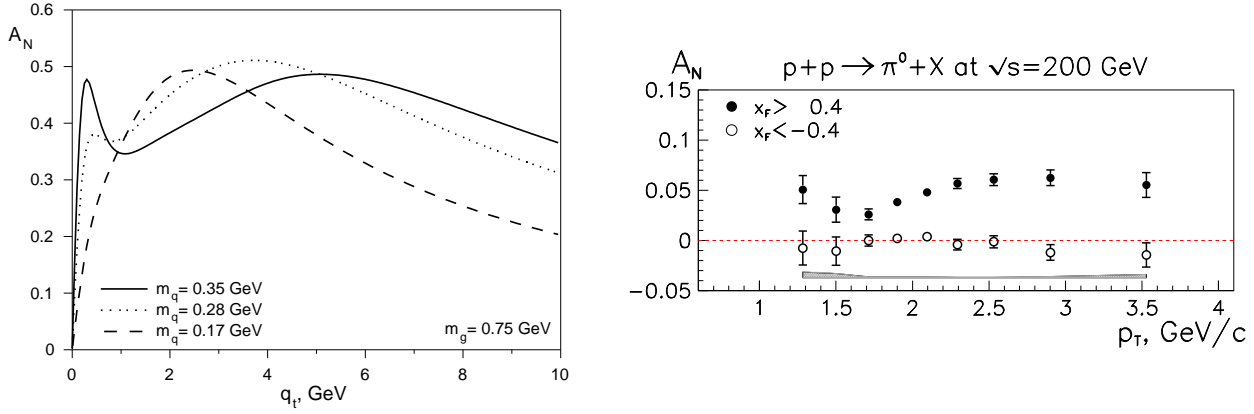 0.6
A_N
0.5
0.4
0.3
0.2
0.1
0
m_q= 0.35 GeV
m_q= 0.28 GeV
m_q= 0.17 GeV
m_g= 0.75 GeV
0 2 4 6 8 10
q_t, GeV
A_N
p+p → π⁰+X at √s=200 GeV
0.15
0.1
0.05
0
−0.05
x_F> 0.4
x_F<−0.4
1 1.5 2 2.5 3 3.5 4
p_T, GeV/c